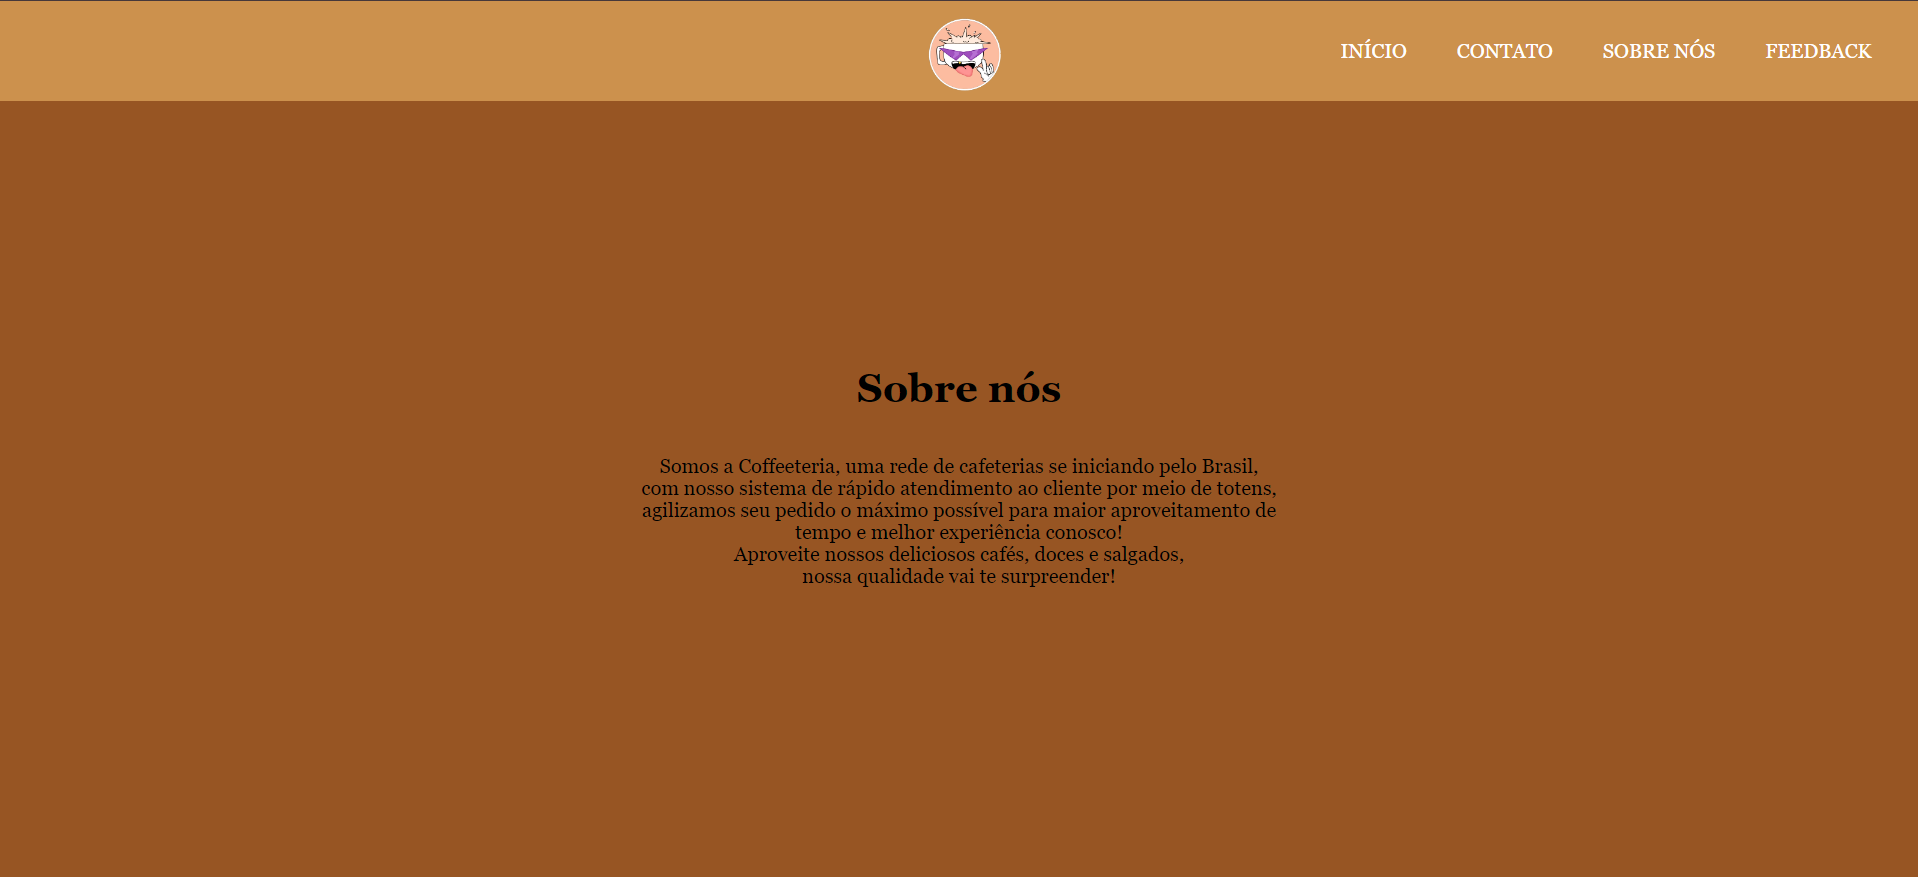 INÍCIO CONTATO SOBRE NÓS FEEDBACK
Sobre nós
Somos a Coffeeteria, uma rede de cafeterias se iniciando pelo Brasil,
com nosso sistema de rápido atendimento ao cliente por meio de totens,
agilizamos seu pedido o máximo possível para maior aproveitamento de
tempo e melhor experiência conosco!
Aproveite nossos deliciosos cafés, doces e salgados,
nossa qualidade vai te surpreender!